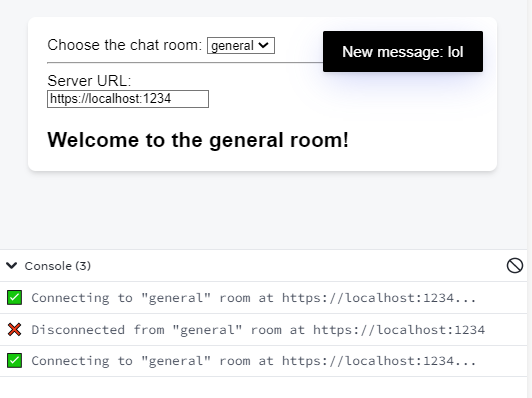 Choose the chat room: general
New message: lol
Server URL:
https://localhost:1234
Welcome to the general room!
Console (3)
Connecting to "general" room at https://localhost:1234...
Disconnected from "general" room at https://localhost:1234
Connecting to "general" room at https://localhost:1234...